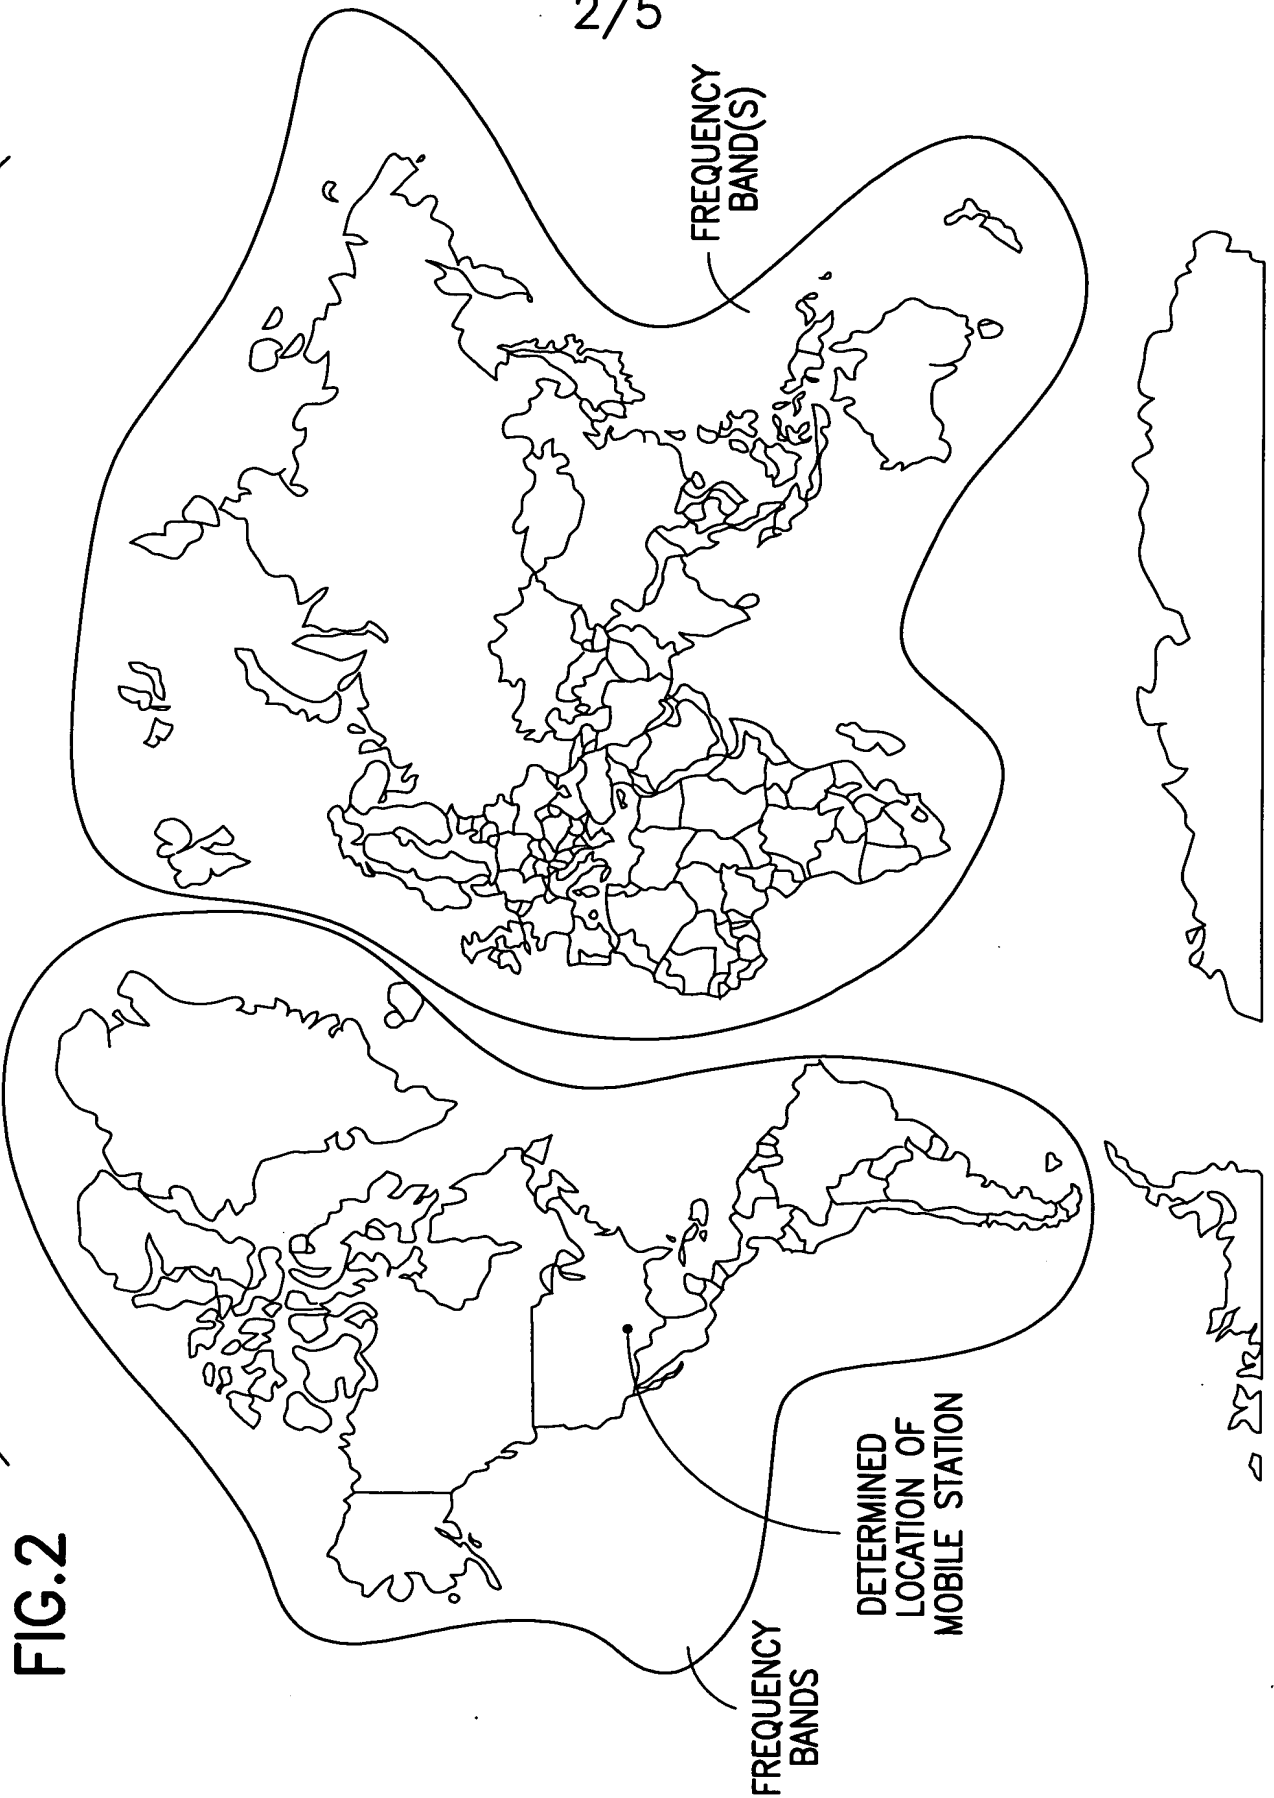 2/5
FIG.2
FREQUENCY
BAND(S)
DETERMINED
LOCATION OF
MOBILE STATION
FREQUENCY
BANDS